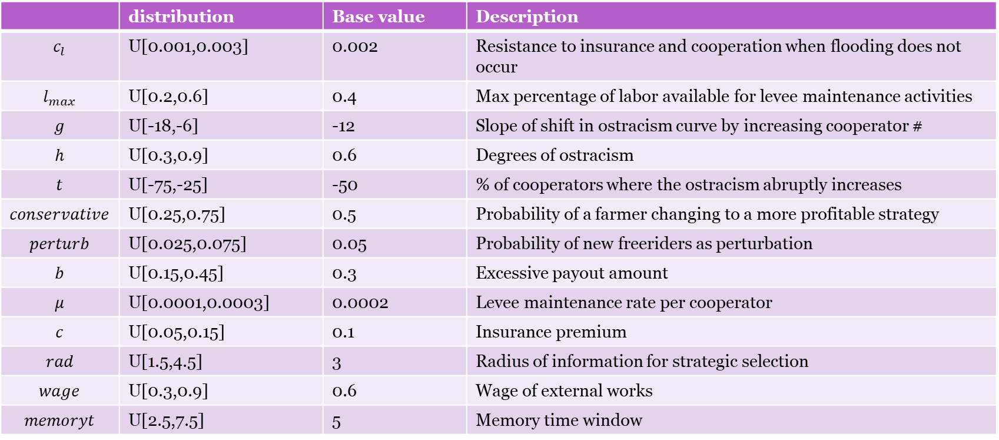 distribution Base value Description
c_l U[0.001,0.003] 0.002 Resistance to insurance and cooperation when flooding does not
occur
l_max U[0.2,0.6] 0.4 Max percentage of labor available for levee maintenance activities
g U[-18,-6] -12 Slope of shift in ostracism curve by increasing cooperator #
h U[0.3,0.9] 0.6 Degrees of ostracism
t U[-75,-25] -50 % of cooperators where the ostracism abruptly increases
conservative U[0.25,0.75] 0.5 Probability of a farmer changing to a more profitable strategy
perturb U[0.025,0.075] 0.05 Probability of new freeriders as perturbation
b U[0.15,0.45] 0.3 Excessive payout amount
μ U[0.0001,0.0003] 0.0002 Levee maintenance rate per cooperator
c U[0.05,0.15] 0.1 Insurance premium
rad U[1.5,4.5] 3 Radius of information for strategic selection
wage U[0.3,0.9] 0.6 Wage of external works
memoryt U[2.5,7.5] 5 Memory time window